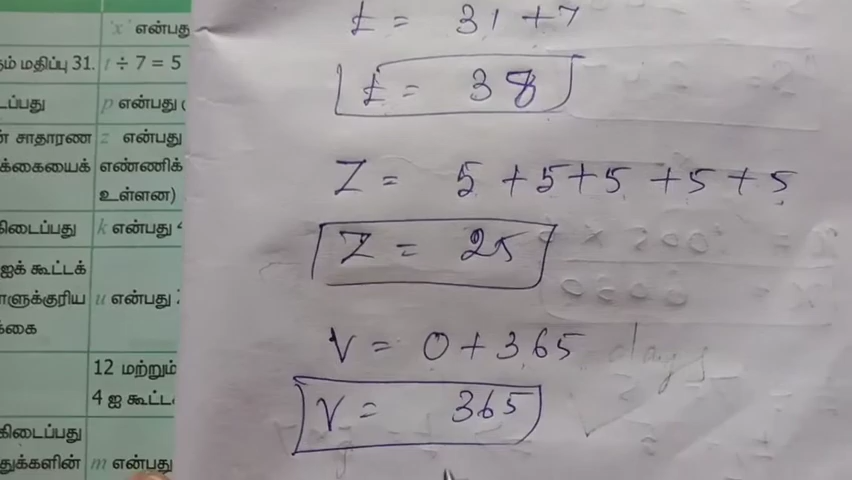 'x' என்பது
ம் மதிப்பு 31. t ÷ 7 = 5
டப்பது p என்பது
ன் சாதாரண z என்பது
க்கையைக் எண்ணிக்
உள்ளன)
கிடைப்பது k என்பது
ஐக் கூட்டக்
ளுக்குரிய u என்பது
க்கை
12 மற்றும்
4 ஐ கூட்ட
கிடைப்பது
துக்களின் m என்பது
t = 31 + 7
t = 38
Z = 5 + 5 + 5 + 5 + 5
Z = 25
V = 0 + 365
V = 365